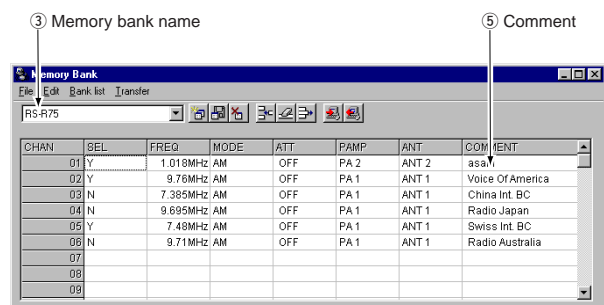 ③ Memory bank name
⑤ Comment
Memory Bank
File Edit Bank list Transfer
RS-R75
CHAN SEL FREQ MODE ATT PAMP ANT COMMENT
01 Y 1.018MHz AM OFF PA 2 ANT 2
02 Y 9.76MHz AM OFF PA 1 ANT 1 Voice Of America
03 N 7.385MHz AM OFF PA 1 ANT 1 China Int. BC
04 N 9.695MHz AM OFF PA 1 ANT 1 Radio Japan
05 Y 7.48MHz AM OFF PA 1 ANT 1 Swiss Int. BC
06 N 9.71MHz AM OFF PA 1 ANT 1 Radio Australia
07
08
09